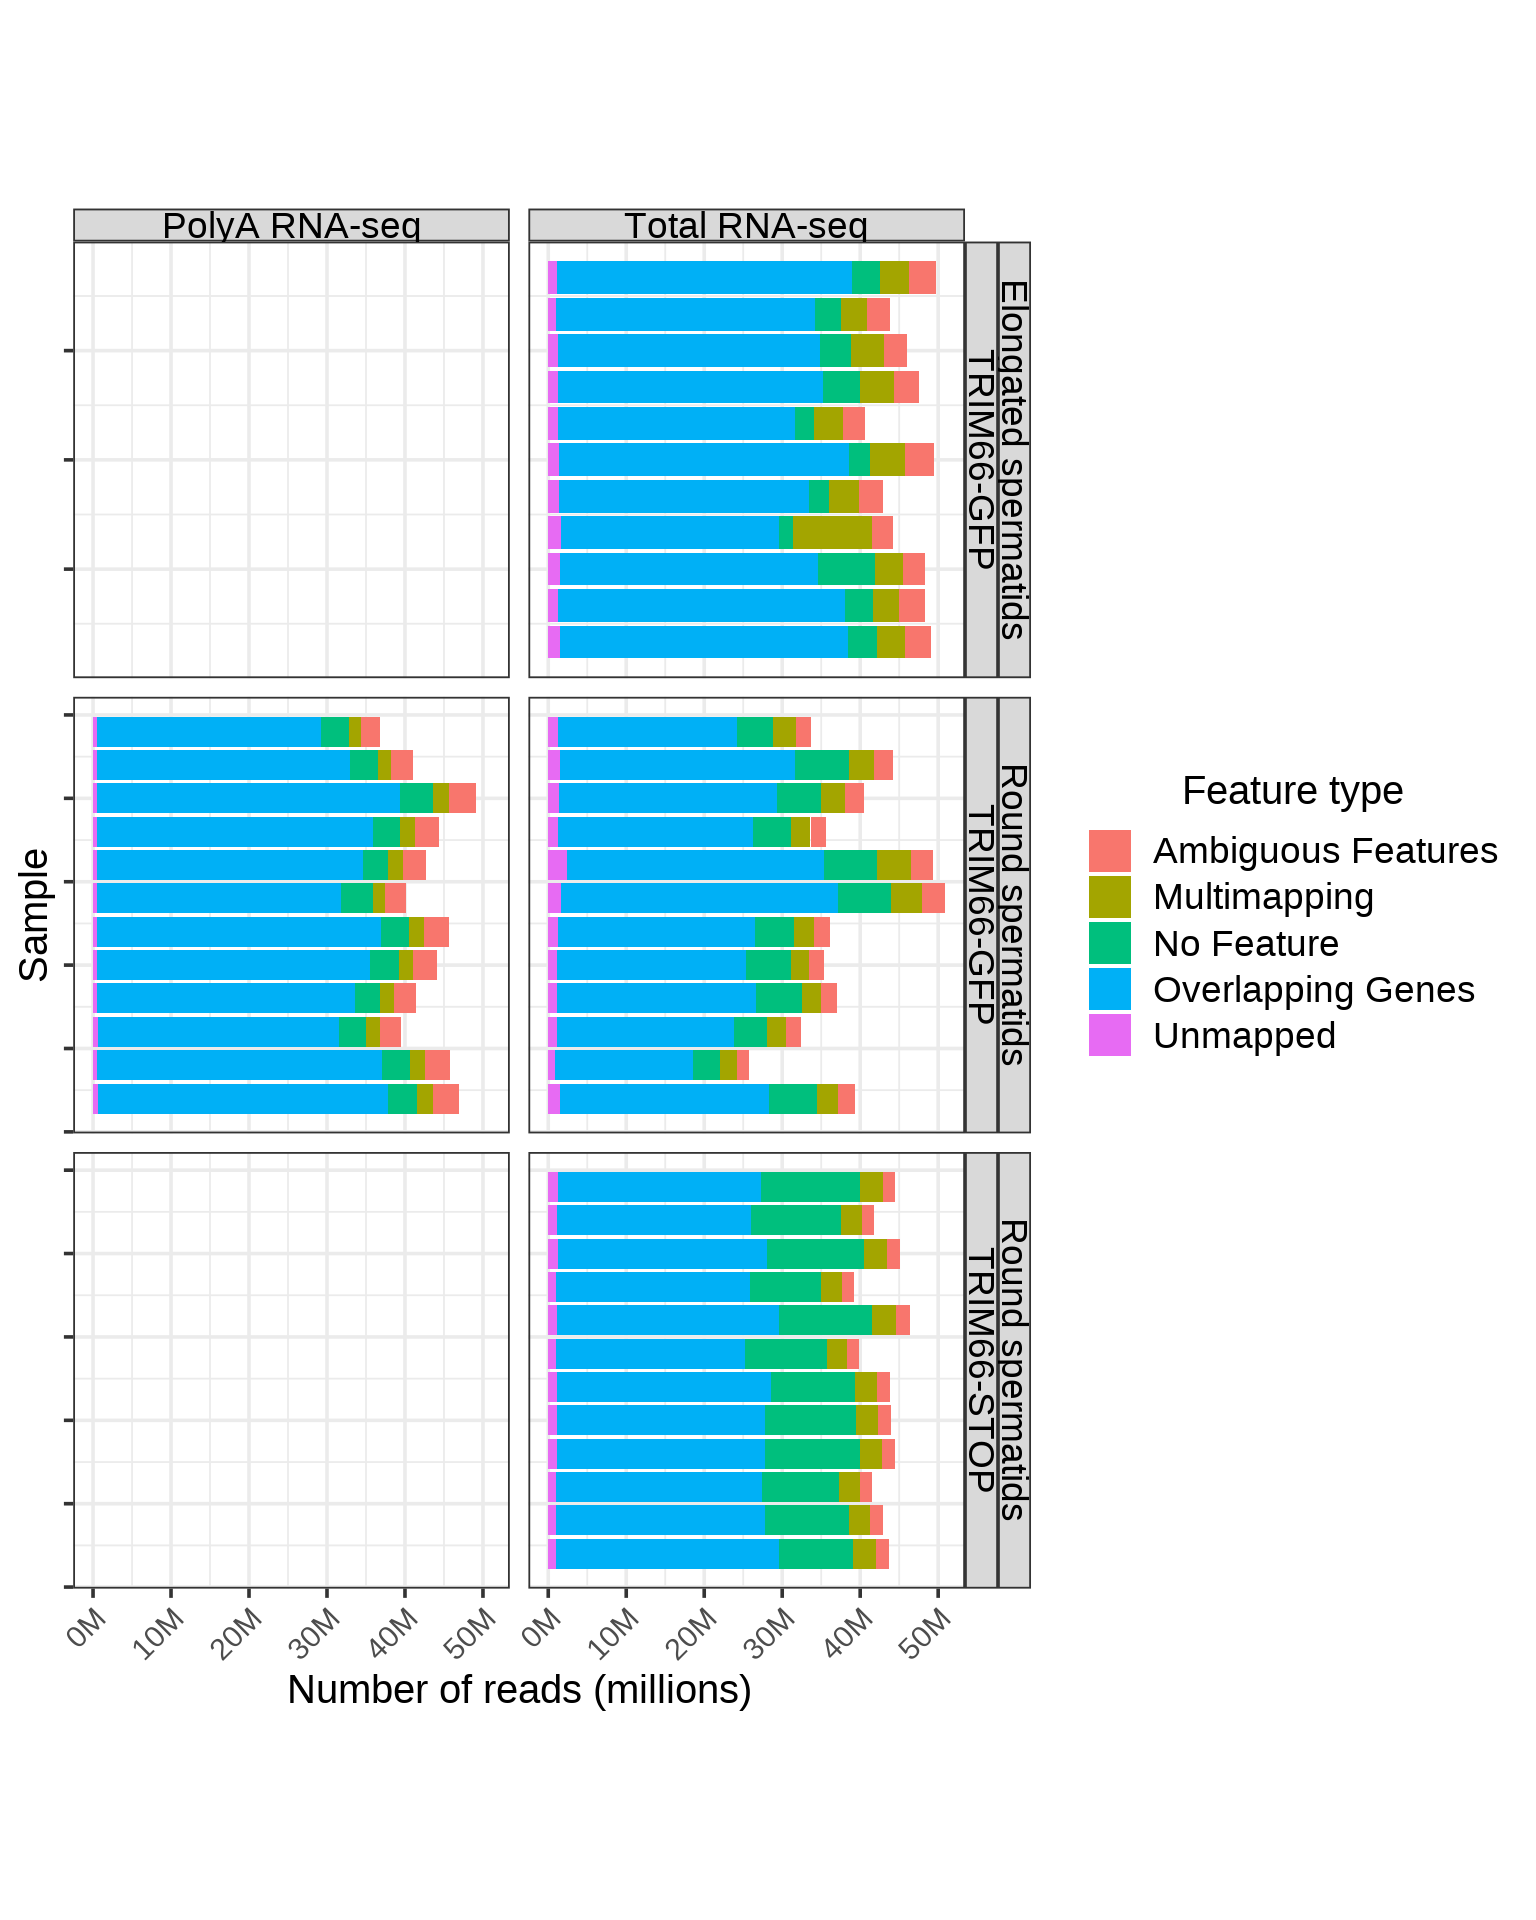 PolyA RNA-seq
Total RNA-seq
Elongated spermatids
TRIM66-GFP
Round spermatids
TRIM66-GFP
Round spermatids
TRIM66-STOP
Sample
0M 10M 20M 30M 40M 50M
0M 10M 20M 30M 40M 50M
Number of reads (millions)
Feature type
Ambiguous Features
Multimapping
No Feature
Overlapping Genes
Unmapped